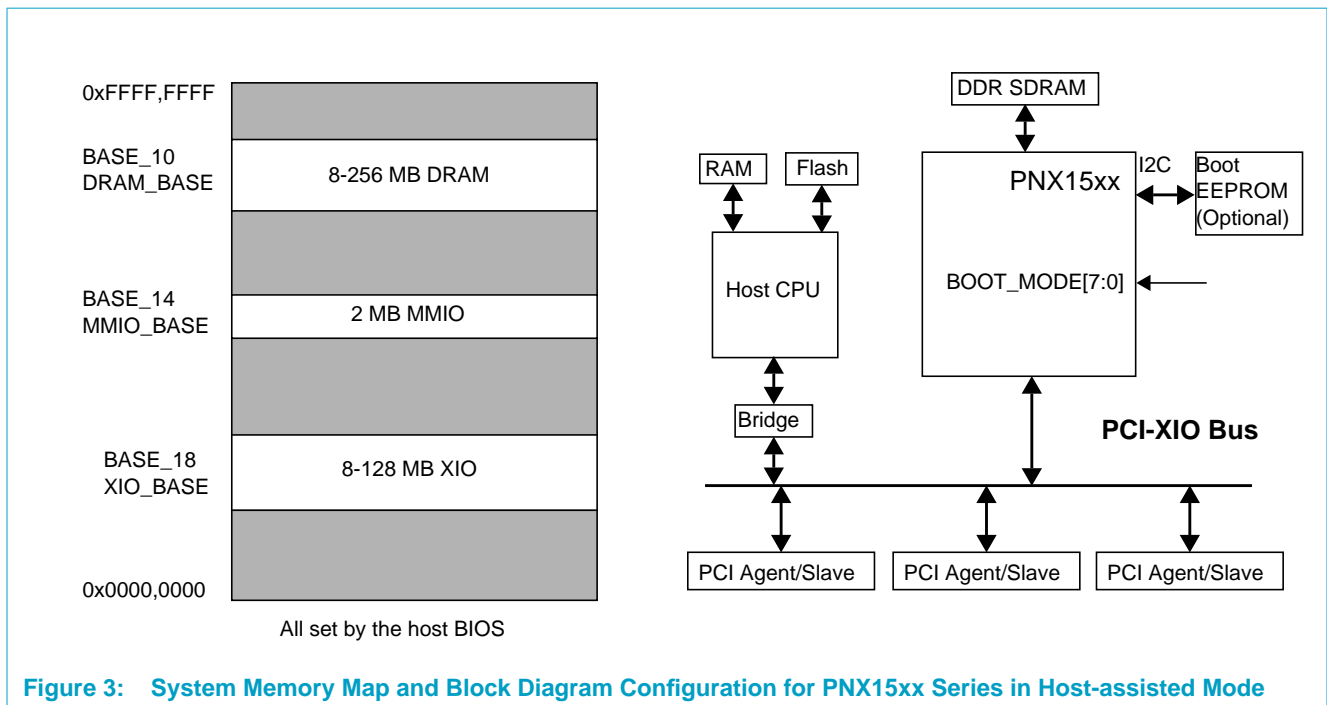 0xFFFF,FFFF
BASE_10
DRAM_BASE
8-256 MB DRAM
BASE_14
MMIO_BASE
2 MB MMIO
BASE_18
XIO_BASE
8-128 MB XIO
0x0000,0000
All set by the host BIOS
DDR SDRAM
RAM
Flash
PNX15xx
I2C
Boot
EEPROM
(Optional)
Host CPU
BOOT_MODE[7:0]
Bridge
PCI-XIO Bus
PCI Agent/Slave
PCI Agent/Slave
PCI Agent/Slave
Figure 3: System Memory Map and Block Diagram Configuration for PNX15xx Series in Host-assisted Mode